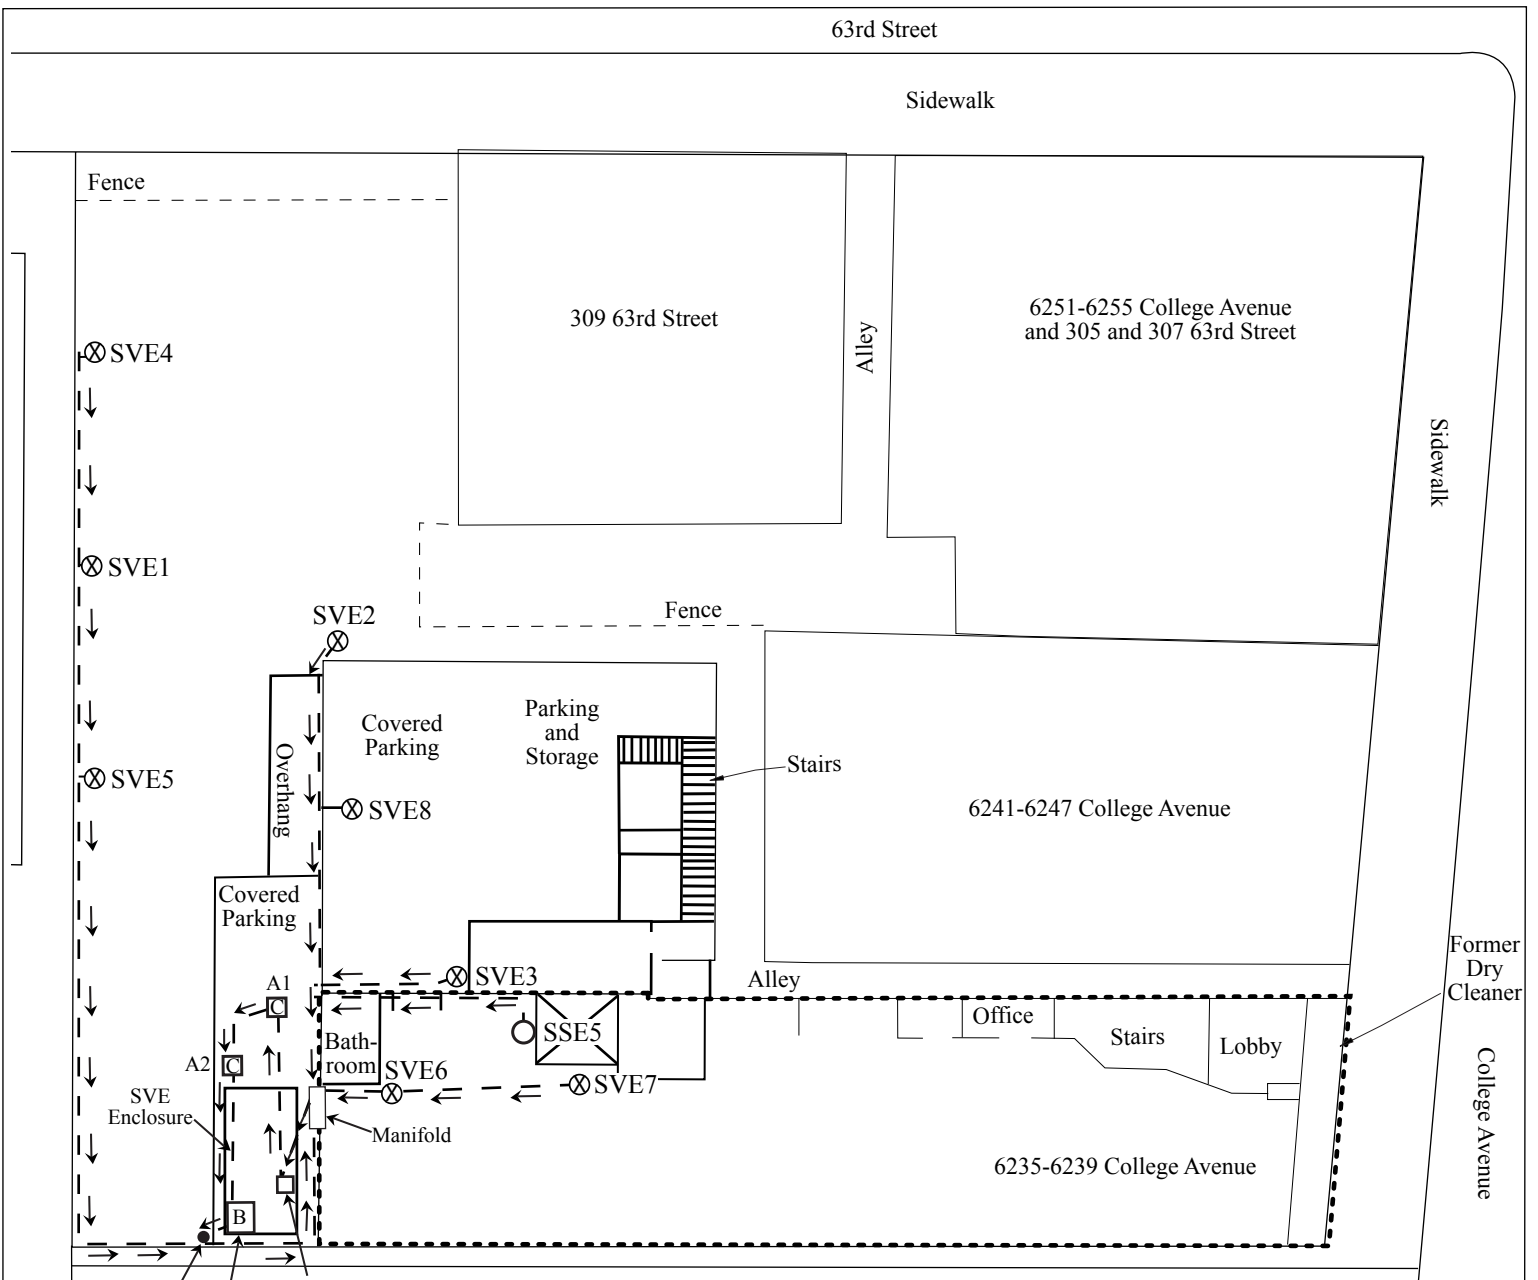 63rd Street
Sidewalk
Fence
309 63rd Street
Alley
6251-6255 College Avenue
and 305 and 307 63rd Street
SVE4
Sidewalk
SVE1
SVE2
Fence
Covered
Parking
Parking
and
Storage
Overhang
Stairs
SVE5
SVE8
6241-6247 College Avenue
Covered
Parking
Former
Dry
Cleaner
SVE3
Alley
A1
C
Office
Bath-
room
SSE5
Stairs
Lobby
A2
C
SVE6
SVE7
SVE
Enclosure
Manifold
College Avenue
6235-6239 College Avenue
B